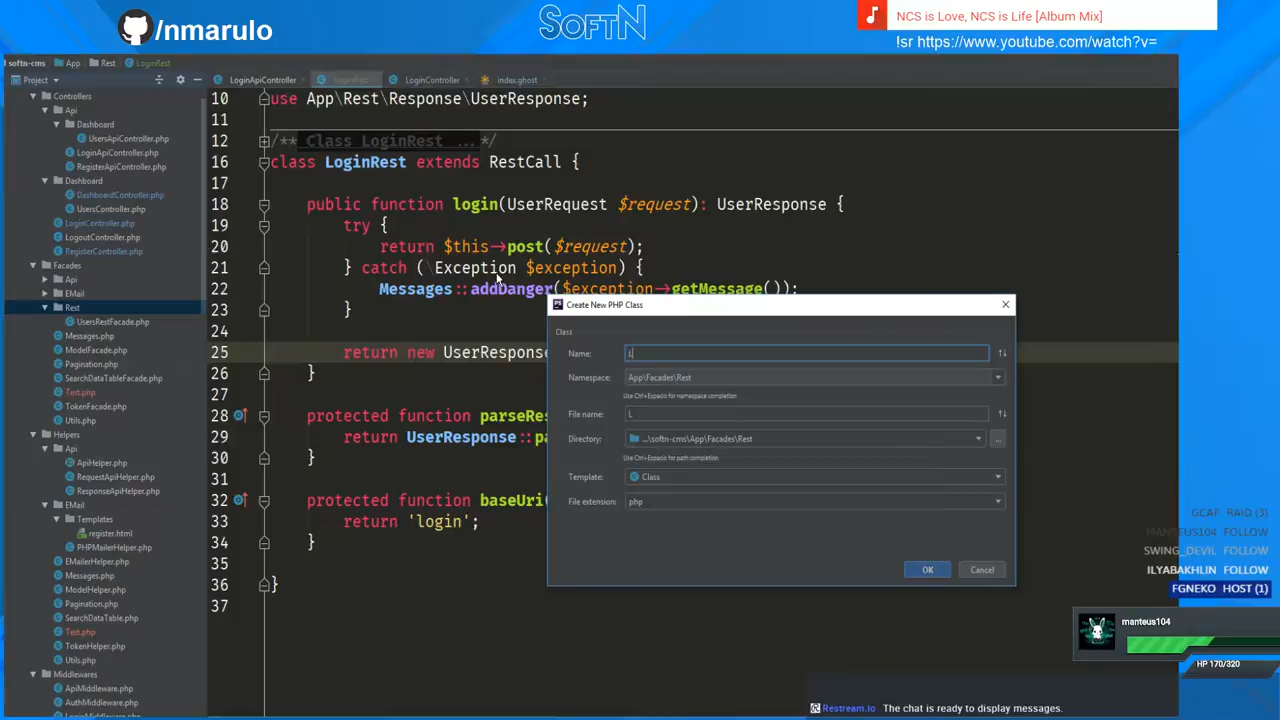 /nmarulo
SOFTN
NCS is Love, NCS is Life [Album Mix]
!sr https://www.youtube.com/watch?v=
softn-cms App Rest LoginRest
Project
LoginApiController LoginController index.ghost
Controllers
Api
Dashboard
UsersApiController.php
LoginApiController.php
RegisterApiController.php
Dashboard
DashboardController.php
UsersController.php
LoginController.php
LogoutController.php
RegisterController.php
Facades
Api
EMail
Rest
UsersRestFacade.php
Messages.php
ModelFacade.php
Pagination.php
SearchDataTableFacade.php
Test.php
TokenFacade.php
Utils.php
Helpers
Api
ApiHelper.php
RequestApiHelper.php
ResponseApiHelper.php
EMail
Templates
register.html
PHPMailerHelper.php
EMailerHelper.php
Messages.php
ModelHelper.php
Pagination.php
SearchDataTable.php
Test.php
TokenHelper.php
Utils.php
Middlewares
ApiMiddleware.php
AuthMiddleware.php
LoginMiddleware.php
10 use App\Rest\Response\UserResponse;
11
12 /** Class LoginRest ...*/
16 class LoginRest extends RestCall {
17
18 public function login(UserRequest $request): UserResponse {
19 try {
20 return $this->post($request);
21 } catch (\Exception $exception) {
22 Messages::addDanger($exception->getMessage());
23 }
24
25 return new UserResponse
26 }
27
28 protected function parseRes
29 return UserResponse::pa
30 }
31
32 protected function baseUri(
33 return 'login';
34 }
35
36 }
37
Create New PHP Class
Class
Name: L
Namespace: App\Facades\Rest
Use Ctrl+Espacio for namespace completion
File name: L
Directory: ...\softn-cms\App\Facades\Rest ...
Use Ctrl+Espacio for path completion
Template: Class
File extension: php
OK Cancel
GCAF_RAID (3)
MANTEUS104 FOLLOW
SWING_DEVIL FOLLOW
ILYABAKHLIN FOLLOW
FGNEKO HOST (1)
manteus104
HP 170/320
Restream.io The chat is ready to display messages.